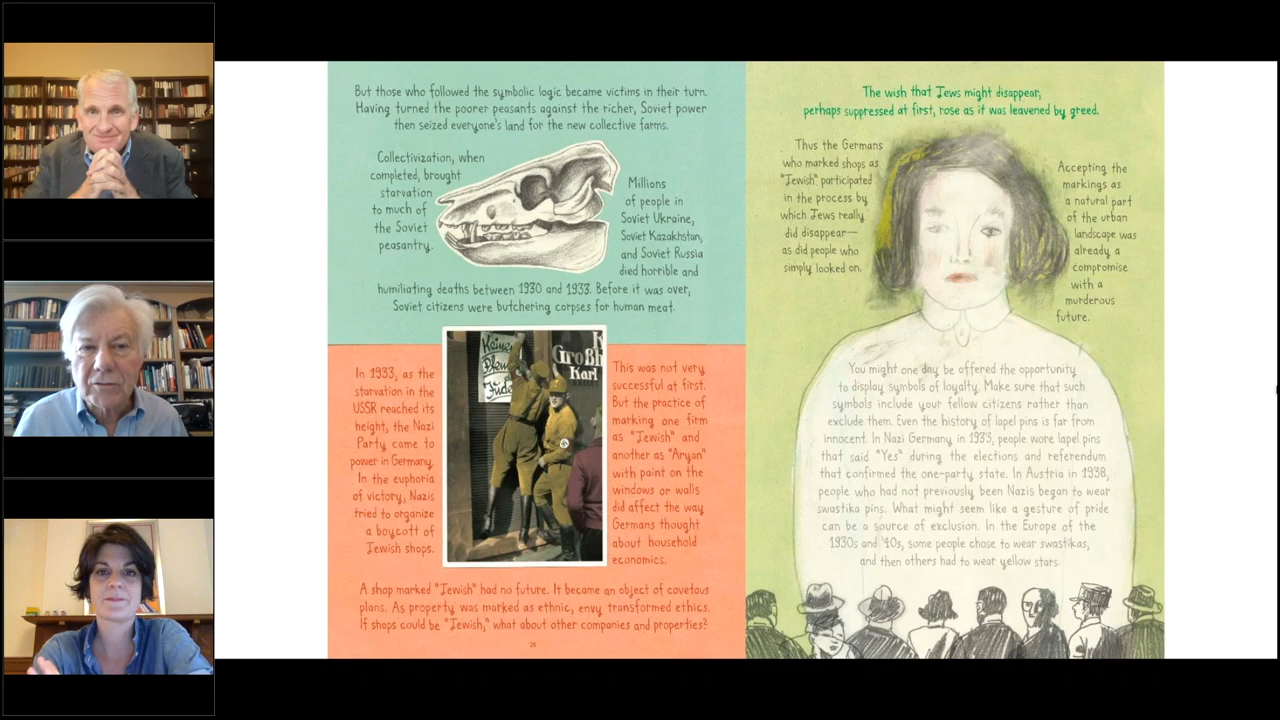 But those who followed the symbolic logic became victims in their turn.
Having turned the poorer peasants against the richer, Soviet power
then seized everyone's land for the new collective farms.
Collectivization, when
completed, brought
starvation
to much of
the Soviet
peasantry.
Millions
of people in
Soviet Ukraine,
Soviet Kazakhstan,
and Soviet Russia
died horrible and
humiliating deaths between 1930 and 1933. Before it was over,
Soviet citizens were butchering corpses for human meat.
In 1933, as the
starvation in the
USSR reached its
height, the Nazi
Party came to
power in Germany.
In the euphoria
of victory, Nazis
tried to organize
a boycott of
Jewish shops.
This was not very
successful at first.
But the practice of
marking one firm
as "Jewish" and
another as "Aryan"
with paint on the
windows or walls
did affect the way
Germans thought
about household
economics.
A shop marked "Jewish" had no future. It became an object of covetous
plans. As property was marked as ethnic, envy transformed ethics.
If shops could be "Jewish," what about other companies and properties?
The wish that Jews might disappear,
perhaps suppressed at first, rose as it was leavened by greed.
Thus the Germans
who marked shops as
"Jewish" participated
in the process by
which Jews really
did disappear—
as did people who
simply looked on.
Accepting the
markings as
a natural part
of the urban
landscape was
already a
compromise
with a
murderous
future.
You might one day be offered the opportunity
to display symbols of loyalty. Make sure that such
symbols include your fellow citizens rather than
exclude them. Even the history of lapel pins is far from
innocent. In Nazi Germany in 1933, people wore lapel pins
that said "Yes" during the elections and referendum
that confirmed the one-party state. In Austria in 1938,
people who had not previously been Nazis began to wear
swastika pins. What might seem like a gesture of pride
can be a source of exclusion. In the Europe of the
1930s and '40s, some people chose to wear swastikas,
and then others had to wear yellow stars.